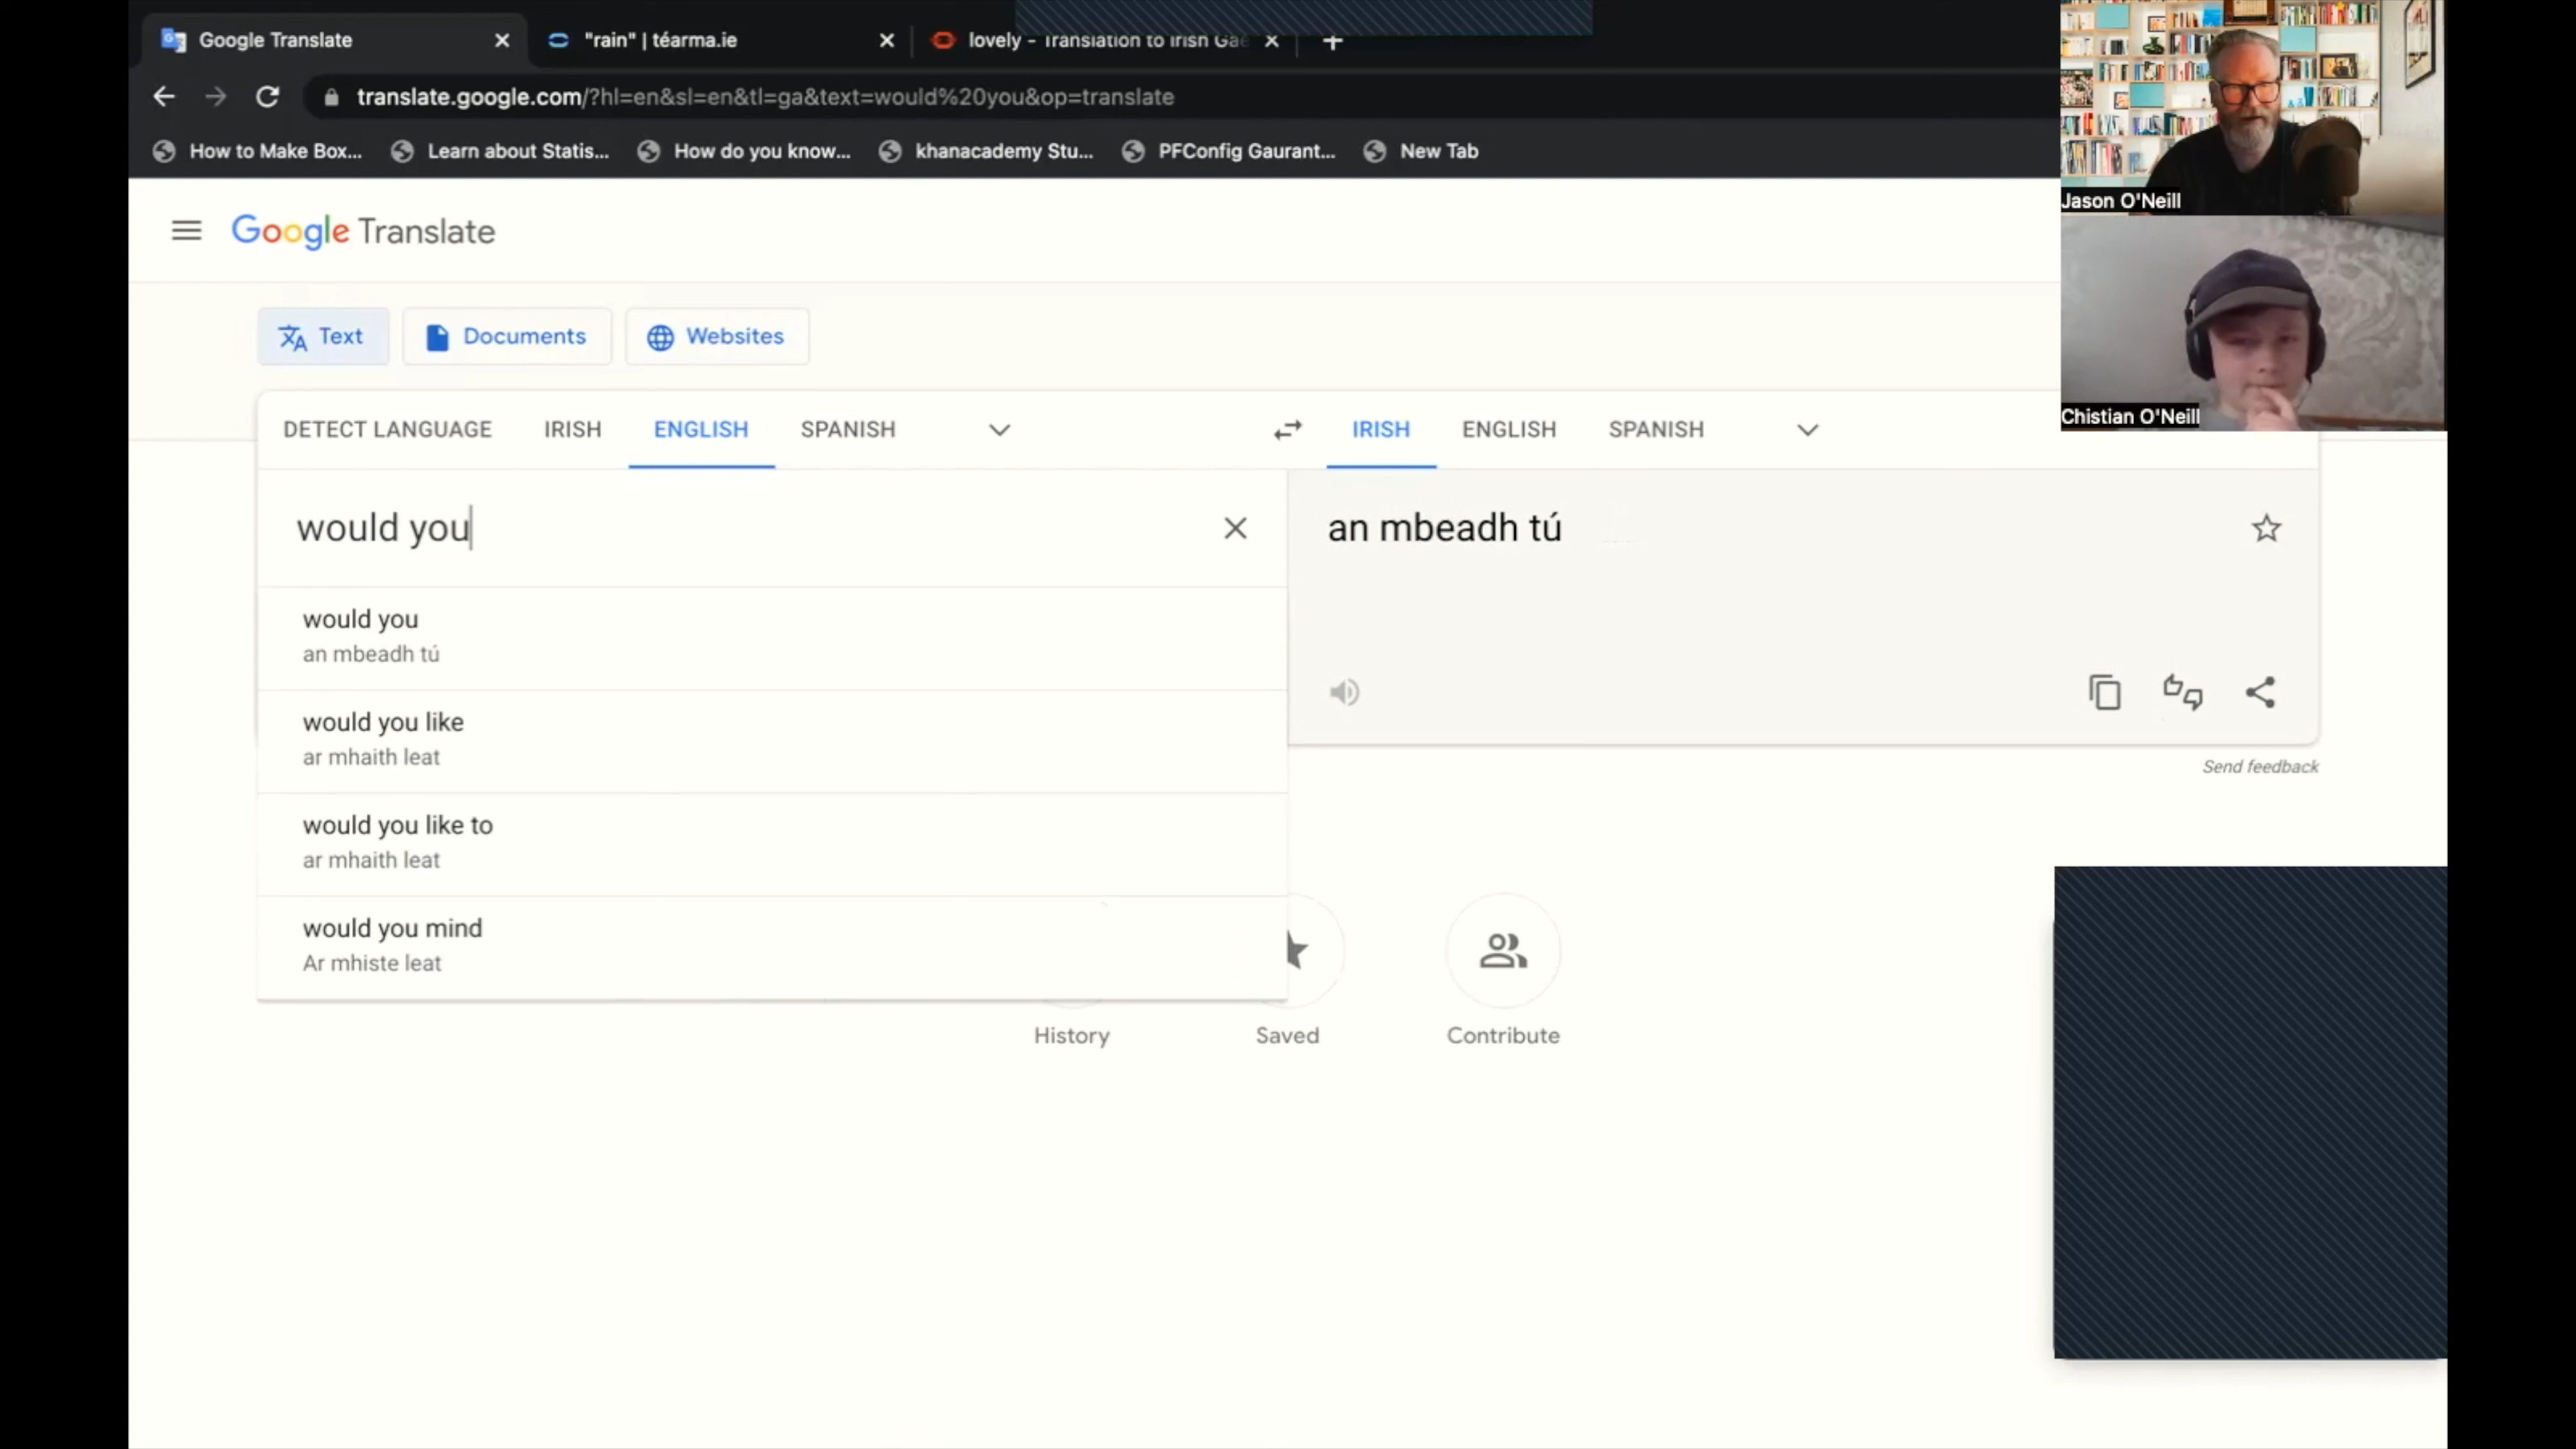 Google Translate
"rain" | téarma.ie
lovely - Translation to Irish Gae
translate.google.com/?hl=en&sl=en&tl=ga&text=would%20you&op=translate
How to Make Box...
Learn about Statis...
How do you know...
khanacademy Stu...
PFConfig Gaurant...
New Tab
Jason O'Neill
Google Translate
Text
Documents
Websites
Chistian O'Neill
DETECT LANGUAGE
IRISH
ENGLISH
SPANISH
IRISH
ENGLISH
SPANISH
would you
an mbeadh tú
would you
an mbeadh tú
would you like
ar mhaith leat
Send feedback
would you like to
ar mhaith leat
would you mind
Ar mhiste leat
History
Saved
Contribute